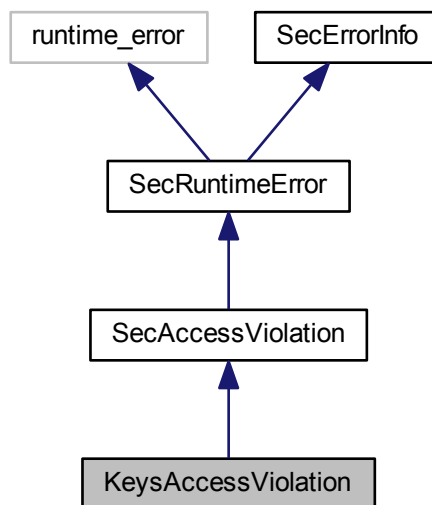 runtime_error
SecErrorInfo
SecRuntimeError
SecAccessViolation
KeysAccessViolation